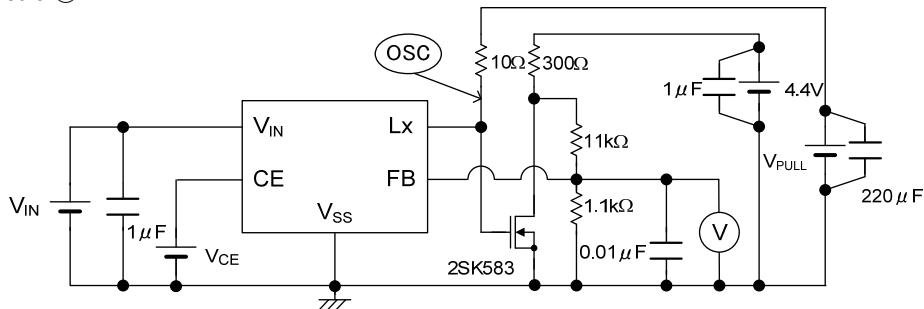 OSC
10Ω
300Ω
1μF
4.4V
VIN
Lx
11kΩ
CE
FB
VPULL
220μF
VIN
VSS
1μF
VCE
1.1kΩ
0.01μF
V
2SK583